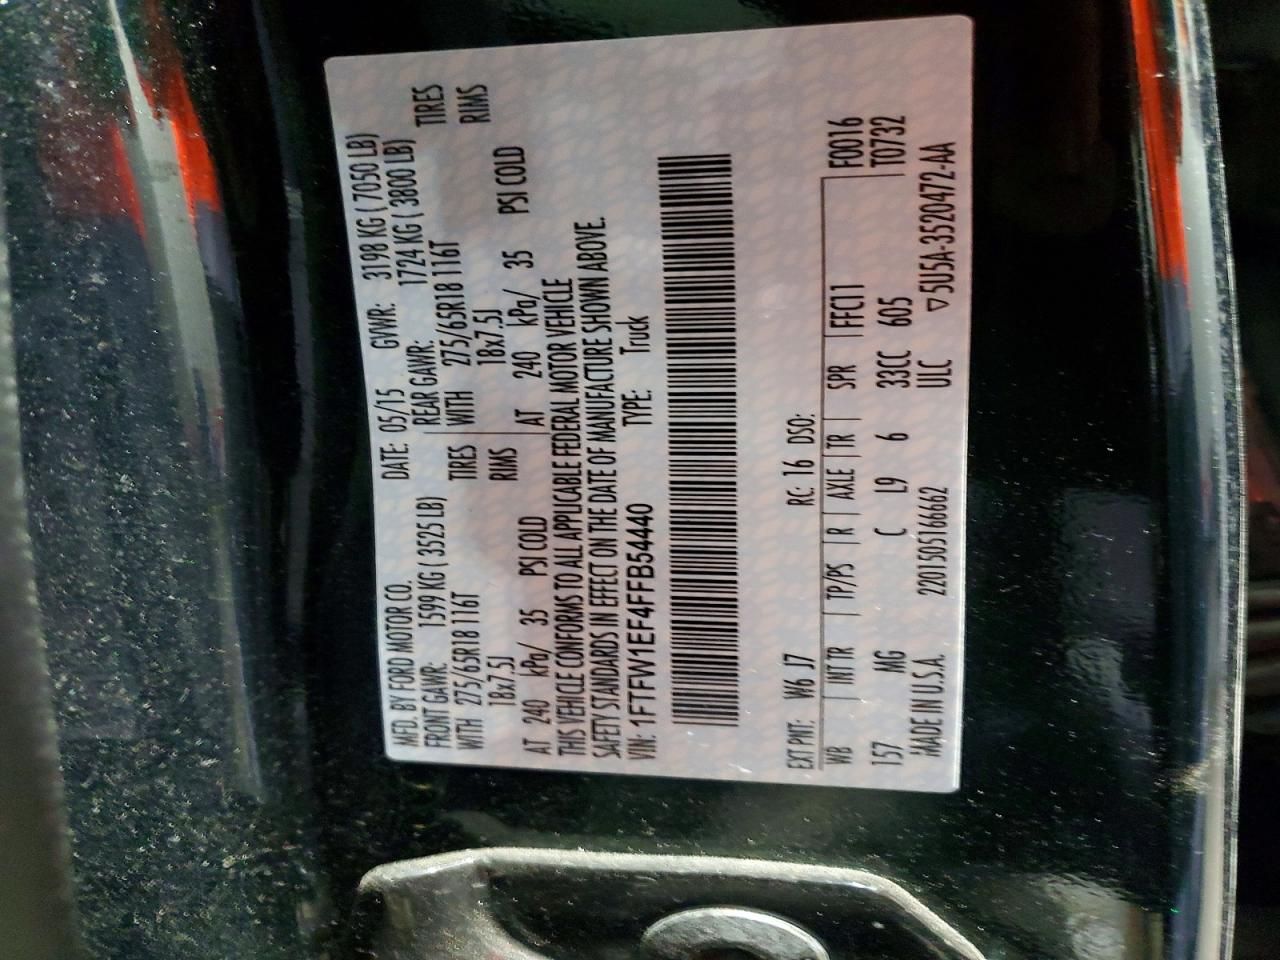 MFD. BY FORD MOTOR CO. DATE: 05/15 GVWR: 3198 KG ( 7050 LB)
FRONT GAWR: 1599 KG ( 3525 LB) REAR GAWR: 1724 KG ( 3800 LB)
WITH 275/65R18 116T TIRES WITH 275/65R18 116T TIRES
18x7.5J RIMS 18x7.5J RIMS
AT 240 kPa/ 35 PSI COLD AT 240 kPa/ 35 PSI COLD
THIS VEHICLE CONFORMS TO ALL APPLICABLE FEDERAL MOTOR VEHICLE
SAFETY STANDARDS IN EFFECT ON THE DATE OF MANUFACTURE SHOWN ABOVE.
VIN: 1FTFW1EF4FFB54440 TYPE: Truck
EXT PNT: W6 J7 RC: 16 DSO:
WB INT TR TP/PS R AXLE TR SPR FFC11 F0016
157 MG C L9 6 33CC 605 T0732
MADE IN U.S.A. 220150516662 ULC ▽5U5A-3520472-AA